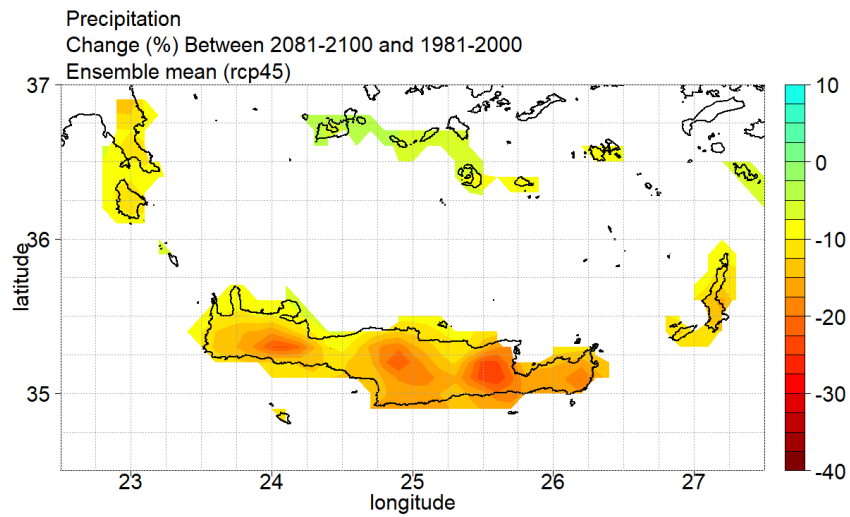 Precipitation
Change (%) Between 2081-2100 and 1981-2000
Ensemble mean (rcp45)
37
36
35
latitude
23
24
25
26
27
longitude
10
0
-10
-20
-30
-40